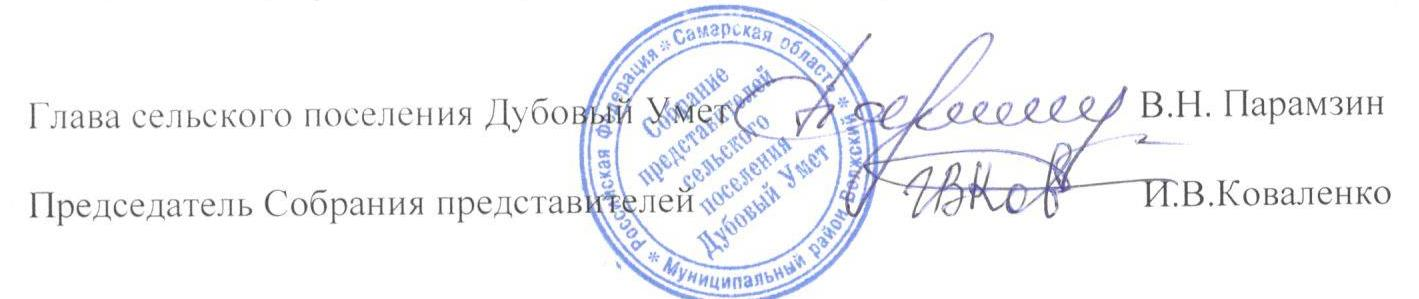 Глава сельского поселения Дубовый Умет В.Н. Парамзин
Председатель Собрания представителей И.В.Коваленко
* Российская Федерация * Самарская область * Муниципальный район Волжский
Собрание
представителей
сельского
поселения
Дубовый Умет